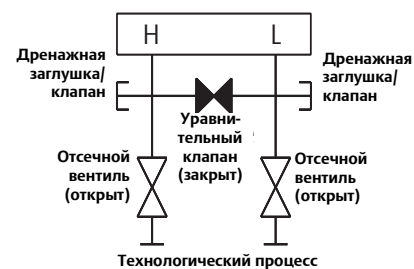 H L
Дренажная
заглушка/
клапан
Дренажная
заглушка/
клапан
Уравни-
тельный
клапан
(закрыт)
Отсечной
вентиль
(открыт)
Отсечной
вентиль
(открыт)
Технологический процесс